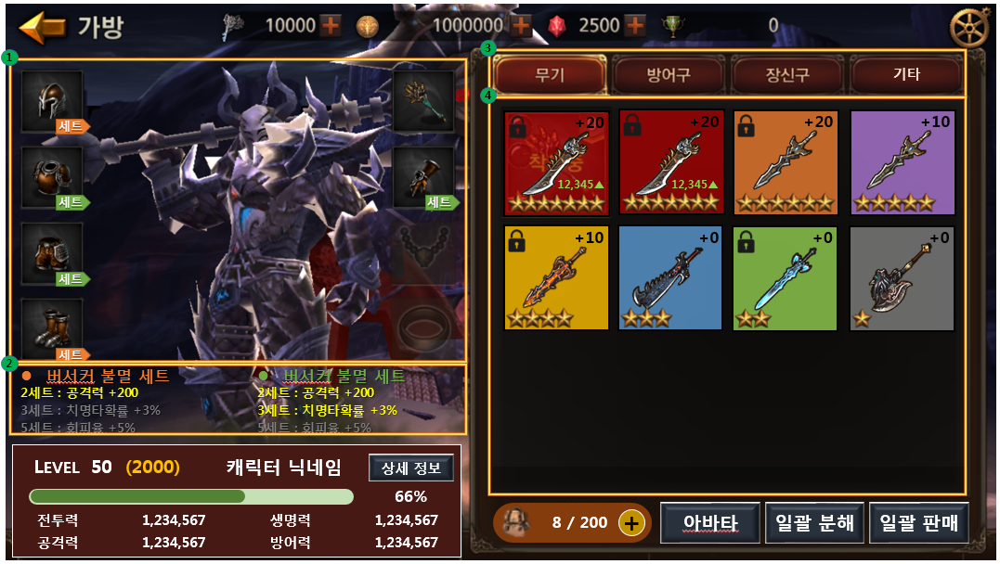 가방
10000
1000000
2500
0
1
세트
세트
세트
세트
세트
2
버서커 불멸 세트
2세트 : 공격력 +200
3세트 : 치명타확률 +3%
5세트 : 회피율 +5%
버서커 불멸 세트
2세트 : 공격력 +200
3세트 : 치명타확률 +3%
5세트 : 회피율 +5%
LEVEL 50 (2000) 캐릭터 닉네임 상세 정보
66%
전투력 1,234,567 생명력 1,234,567
공격력 1,234,567 방어력 1,234,567
3
무기 방어구 장신구 기타
4
+20 +20 +20 +10
착용중
12,345▲ 12,345▲
+10 +0 +0 +0
8 / 200 아바타 일괄 분해 일괄 판매